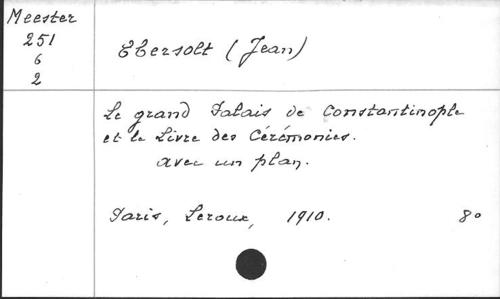 Meester
251
6
2
Ebersolt (Jean)
Le grand Palais de Constantinople
et le Livre des Cérémonies.
avec un plan.
Paris, Leroux, 1910. 8o